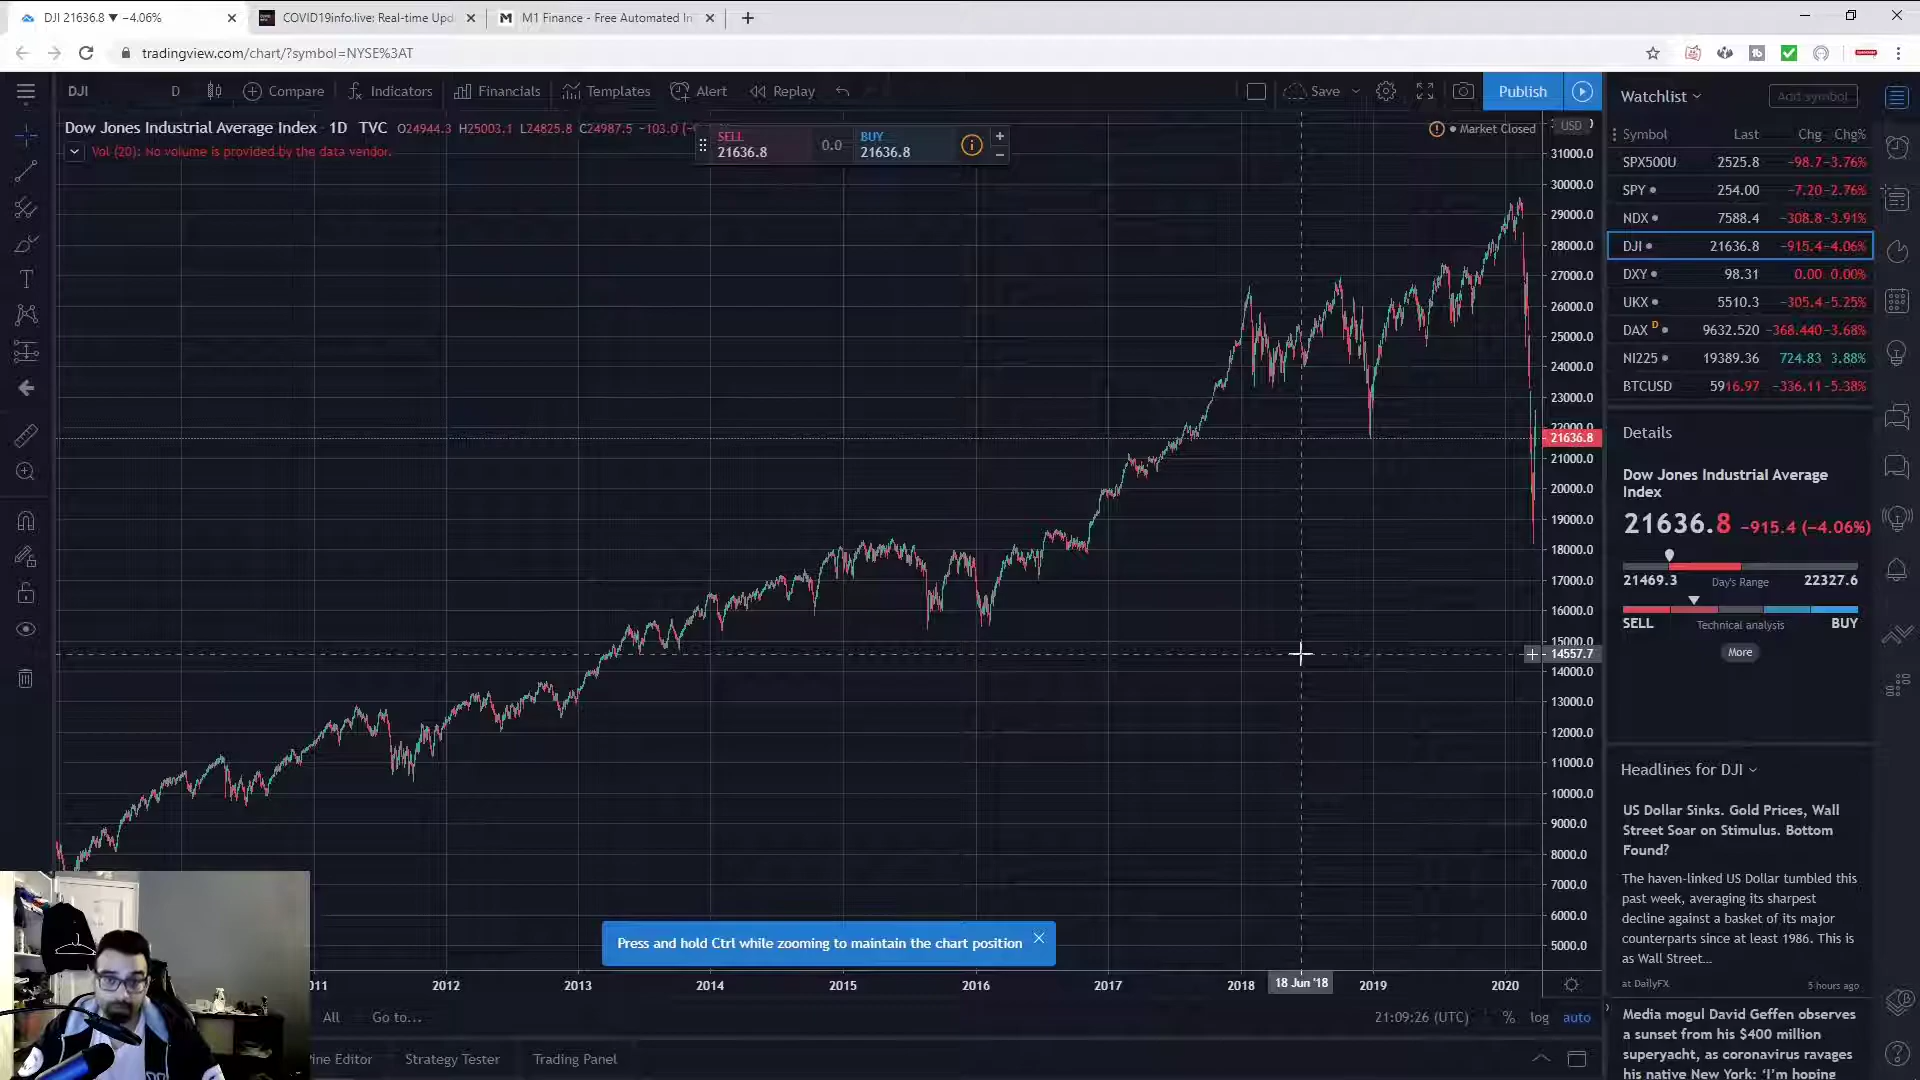 DJI 21636.8 ▼ −4.06%
COVID19info.live: Real-time Upd
M1 Finance - Free Automated In
tradingview.com/chart/?symbol=NYSE%3AT
DJI D Compare Indicators Financials Templates Alert Replay Save Publish
Dow Jones Industrial Average Index · 1D TVC O24944.3 H25003.1 L24825.8 C24987.5 −103.0
Vol (20): No volume is provided by the data vendor.
SELL
21636.8
0.0
BUY
21636.8
Market Closed
USD
31000.0
30000.0
29000.0
28000.0
27000.0
26000.0
25000.0
24000.0
23000.0
22000.0
21636.8
21000.0
20000.0
19000.0
18000.0
17000.0
16000.0
15000.0
14557.7
14000.0
13000.0
12000.0
11000.0
10000.0
9000.0
8000.0
7000.0
6000.0
5000.0
Press and hold Ctrl while zooming to maintain the chart position
2012 2013 2014 2015 2016 2017 2018 18 Jun '18 2019 2020
All Go to...
21:09:26 (UTC) % log auto
Strategy Tester Trading Panel
Watchlist
Add symbol
Symbol Last Chg Chg%
SPX500U 2525.8 −98.7 −3.76%
SPY 254.00 −7.20 −2.76%
NDX 7588.4 −308.8 −3.91%
DJI 21636.8 −915.4 −4.06%
DXY 98.31 0.00 0.00%
UKX 5510.3 −305.4 −5.25%
DAX D 9632.520 −368.440 −3.68%
NI225 19389.36 724.83 3.88%
BTCUSD 5916.97 −336.11 −5.38%
Details
Dow Jones Industrial Average
Index
21636.8 −915.4 (−4.06%)
21469.3 Day's Range 22327.6
SELL Technical analysis BUY
More
Headlines for DJI
US Dollar Sinks. Gold Prices, Wall
Street Soar on Stimulus. Bottom
Found?
The haven-linked US Dollar tumbled this
past week, averaging its sharpest
decline against a basket of its major
counterparts since at least 1986. This is
as Wall Street...
at DailyFX 5 hours ago
Media mogul David Geffen observes
a sunset from his $400 million
superyacht, as coronavirus ravages
his native New York: 'I'm hoping